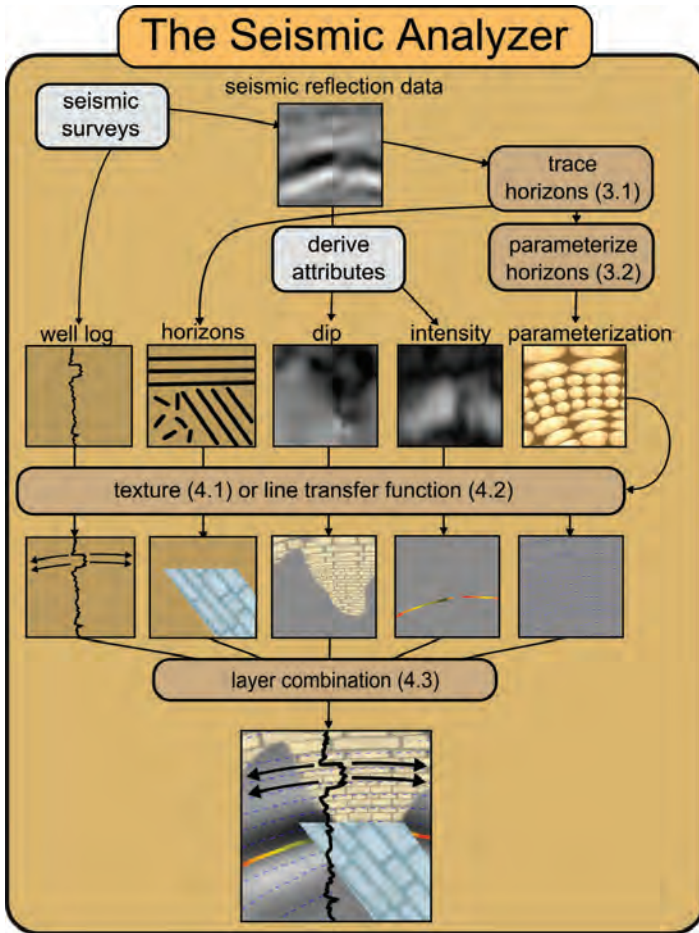 The Seismic Analyzer
seismic reflection data
seismic
surveys
trace
horizons (3.1)
derive
attributes
parameterize
horizons (3.2)
well log
horizons
dip
intensity
parameterization
texture (4.1) or line transfer function (4.2)
layer combination (4.3)